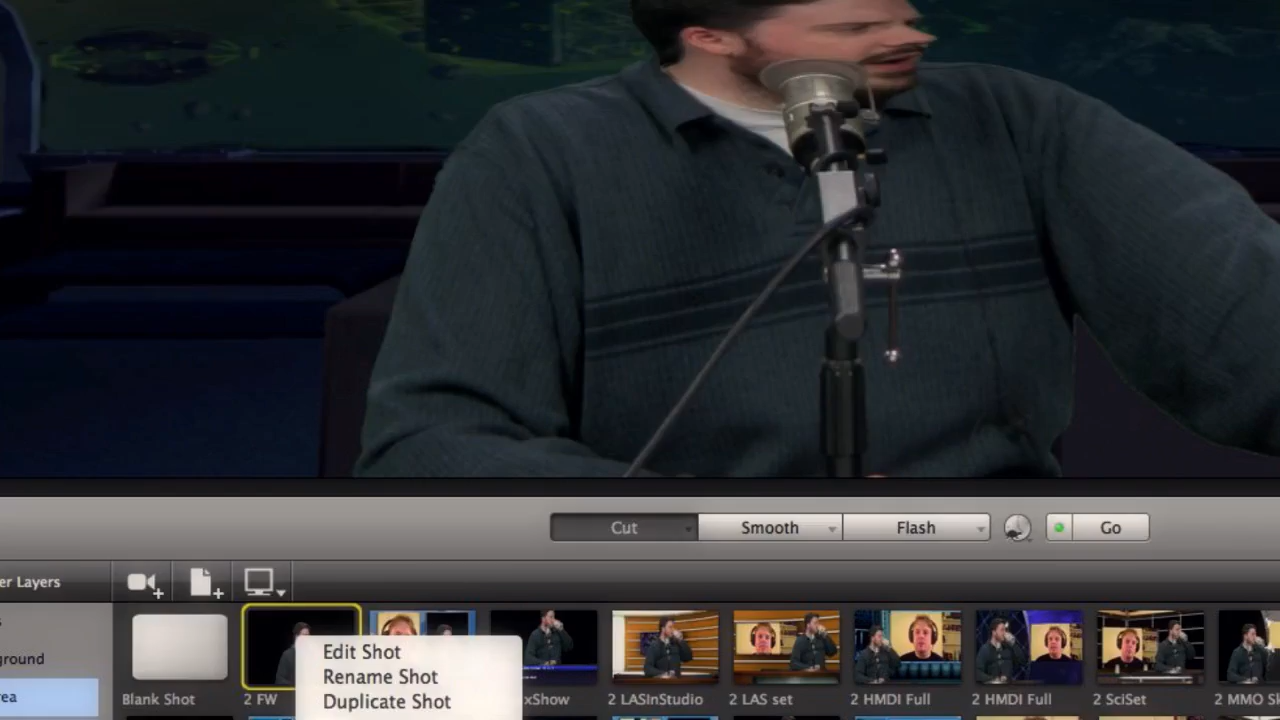 Cut
Smooth
Flash
Go
er Layers
ground
rea
Edit Shot
Rename Shot
Duplicate Shot
Blank Shot
2 FW
xShow
2 LASInStudio
2 LAS set
2 HMDI Full
2 HMDI Full
2 SciSet
2 MMO S